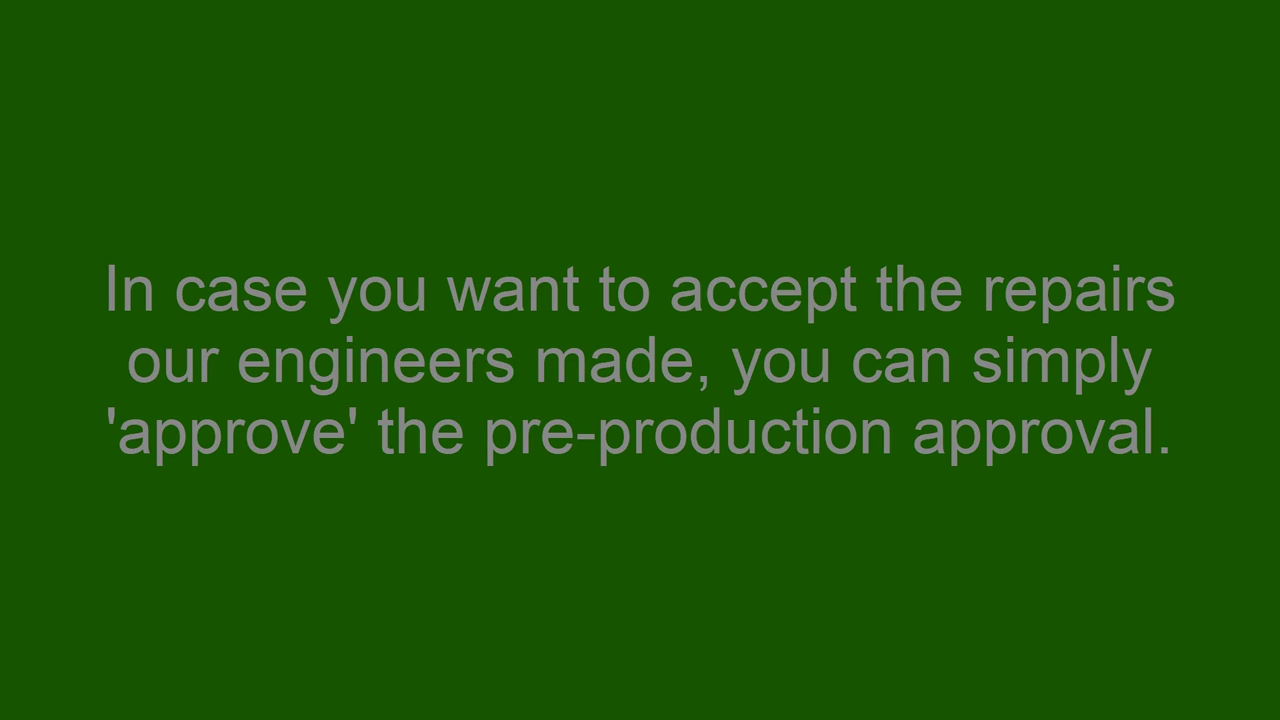 In case you want to accept the repairs
our engineers made, you can simply
'approve' the pre-production approval.